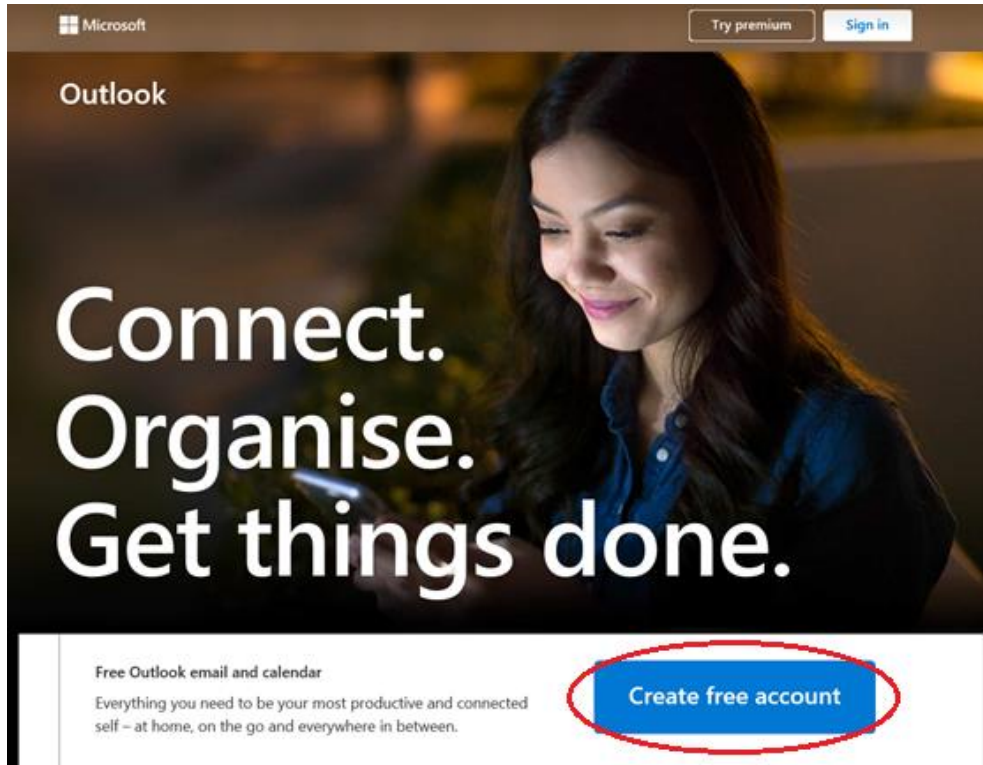 Microsoft
Try premium
Sign in
Outlook
Connect.
Organise.
Get things done.
Free Outlook email and calendar
Everything you need to be your most productive and connected
self – at home, on the go and everywhere in between.
Create free account